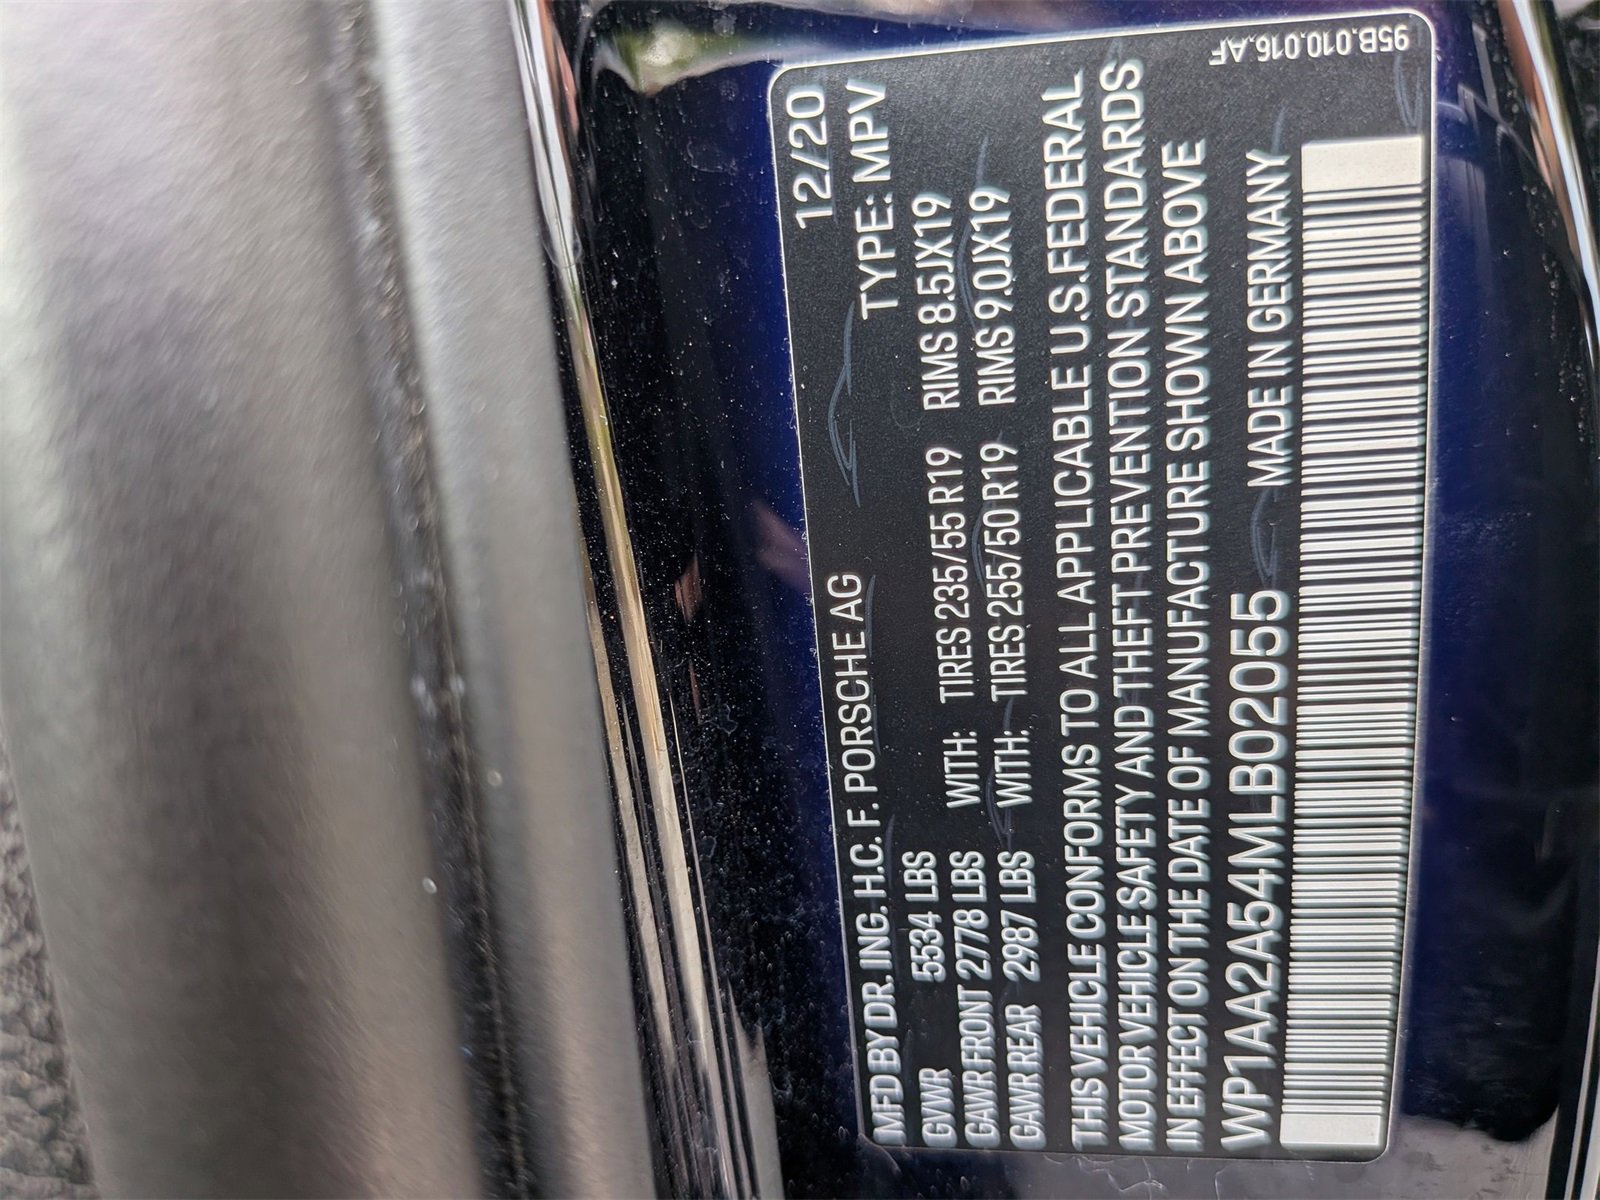 MFD BY DR. ING. H.C. F. PORSCHE AG 12/20
TYPE: MPV
GVWR 5534 LBS
GAWR FRONT 2778 LBS WITH: TIRES 235/55 R19 RIMS 8.5JX19
GAWR REAR 2987 LBS WITH: TIRES 255/50 R19 RIMS 9.0JX19
THIS VEHICLE CONFORMS TO ALL APPLICABLE U.S.FEDERAL
MOTOR VEHICLE SAFETY AND THEFT PREVENTION STANDARDS
IN EFFECT ON THE DATE OF MANUFACTURE SHOWN ABOVE
WP1AA2A54MLB02055 MADE IN GERMANY
95B.010.016.AF